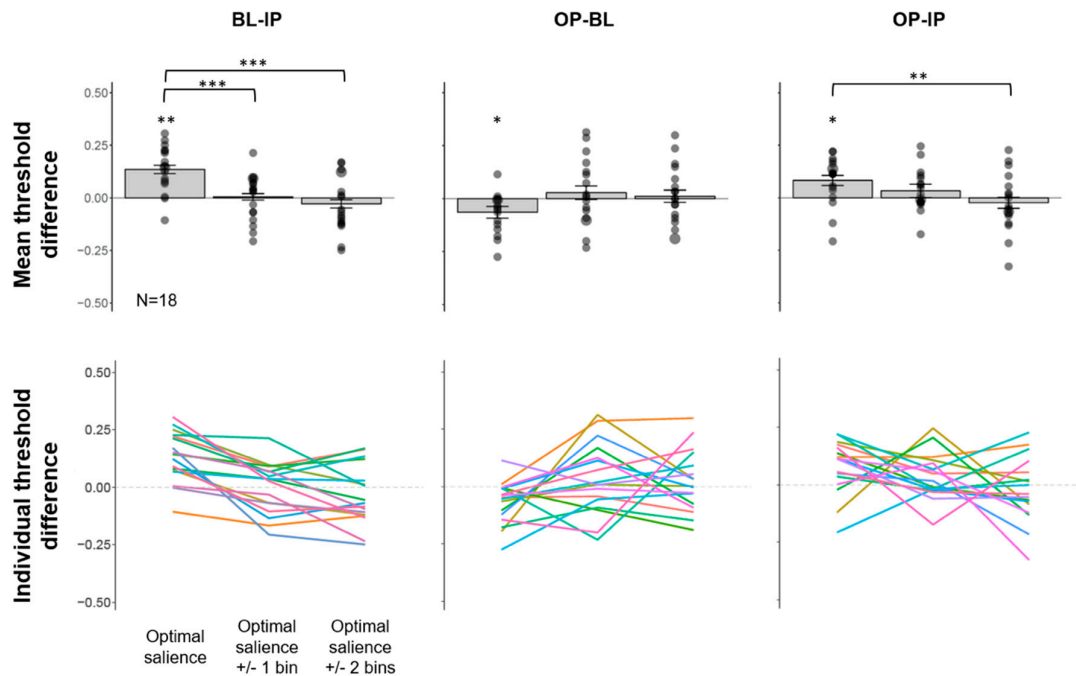 BL-IP
OP-BL
OP-IP
Mean threshold
difference
***
***
**
0.50
0.25
0.00
−0.25
−0.50
N=18
*
**
*
Individual threshold
difference
0.50
0.25
0.00
−0.25
−0.50
Optimal
salience
Optimal
salience
+/- 1 bin
Optimal
salience
+/- 2 bins